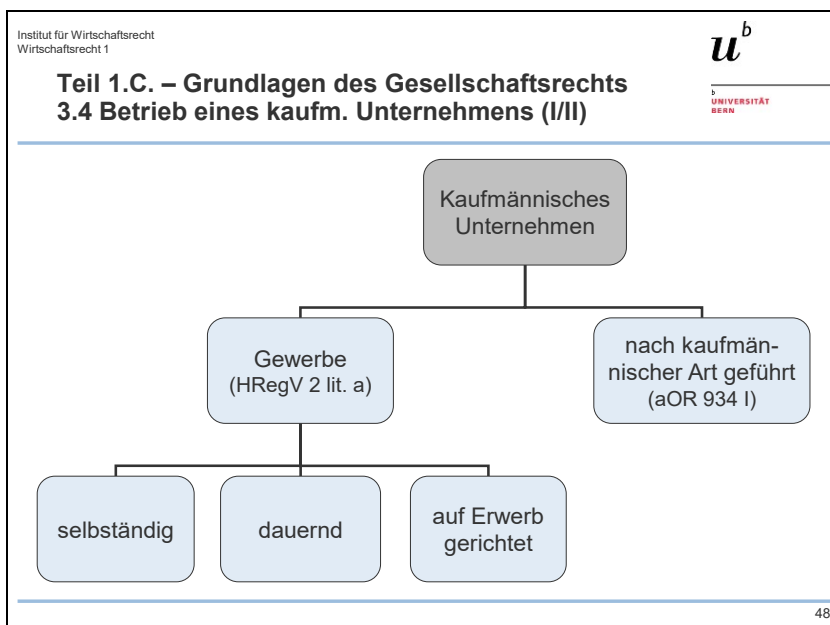 Institut für Wirtschaftsrecht
Wirtschaftsrecht 1
u^b
b
UNIVERSITÄT
BERN
Teil 1.C. – Grundlagen des Gesellschaftsrechts
3.4 Betrieb eines kaufm. Unternehmens (I/II)
Kaufmännisches
Unternehmen
Gewerbe
(HRegV 2 lit. a)
nach kaufmän-
nischer Art geführt
(aOR 934 I)
selbständig
dauernd
auf Erwerb
gerichtet
48